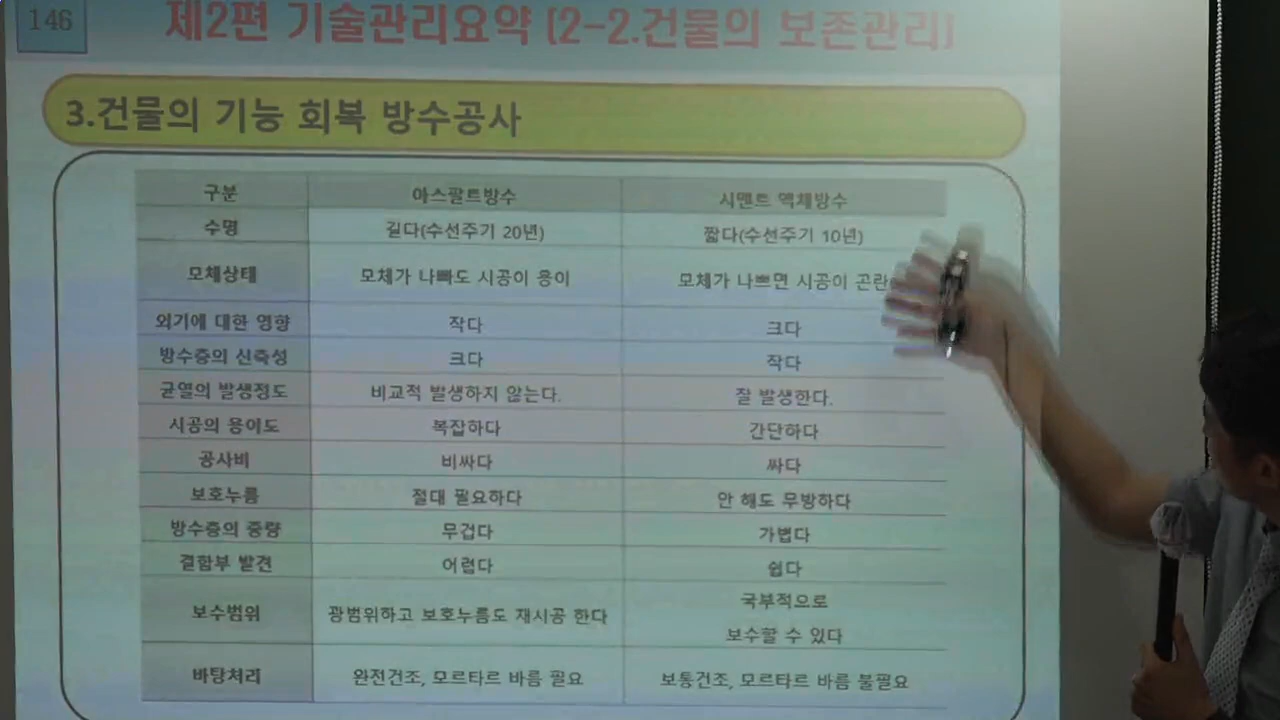 146
제2편 기술관리요약 [2-2.건물의 보존관리]
3.건물의 기능 회복 방수공사
구분 아스팔트방수 시멘트 액체방수
수명 길다(수선주기 20년) 짧다(수선주기 10년)
모체상태 모체가 나빠도 시공이 용이 모체가 나쁘면 시공이 곤란
외기에 대한 영향 작다 크다
방수층의 신축성 크다 작다
균열의 발생정도 비교적 발생하지 않는다. 잘 발생한다.
시공의 용이도 복잡하다 간단하다
공사비 비싸다 싸다
보호누름 절대 필요하다 안 해도 무방하다
방수층의 중량 무겁다 가볍다
결함부 발견 어렵다 쉽다
보수범위 광범위하고 보호누름도 재시공 한다 국부적으로
보수할 수 있다
바탕처리 완전건조, 모르타르 바름 필요 보통건조, 모르타르 바름 불필요